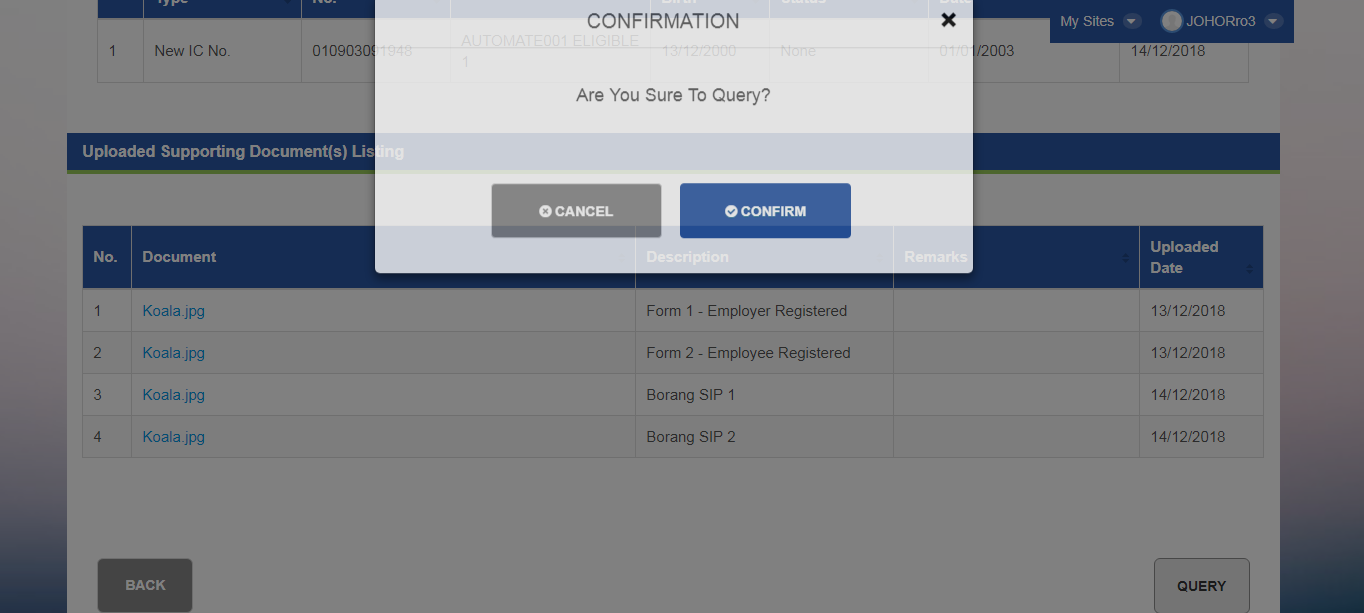 Type No. Birth Status Date
CONFIRMATION
My Sites JOHORro3
1 New IC No. 010903091948 AUTOMATE001 ELIGIBLE 1 13/12/2000 None 01/01/2003 14/12/2018
Are You Sure To Query?
Uploaded Supporting Document(s) Listing
CANCEL CONFIRM
No. Document Description Remarks Uploaded Date
1 Koala.jpg Form 1 - Employer Registered 13/12/2018
2 Koala.jpg Form 2 - Employee Registered 13/12/2018
3 Koala.jpg Borang SIP 1 14/12/2018
4 Koala.jpg Borang SIP 2 14/12/2018
BACK QUERY